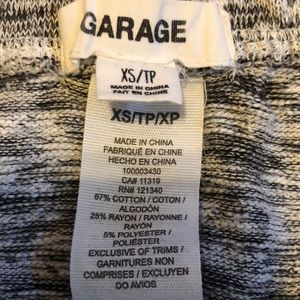 GARAGE
XS/TP
MADE IN CHINA
FAIT EN CHINE
XS/TP/XP
MADE IN CHINA
FABRIQUÉ EN CHINE
HECHO EN CHINA
100003430
CA# 11319
RN# 121340
67% COTTON / COTON /
ALGODÓN
28% RAYON / RAYONNE /
RAYÓN
5% POLYESTER /
POLIÉSTER
EXCLUSIVE OF TRIMS /
GARNITURES NON
COMPRISES / EXCLUYEN
DO AVIOS